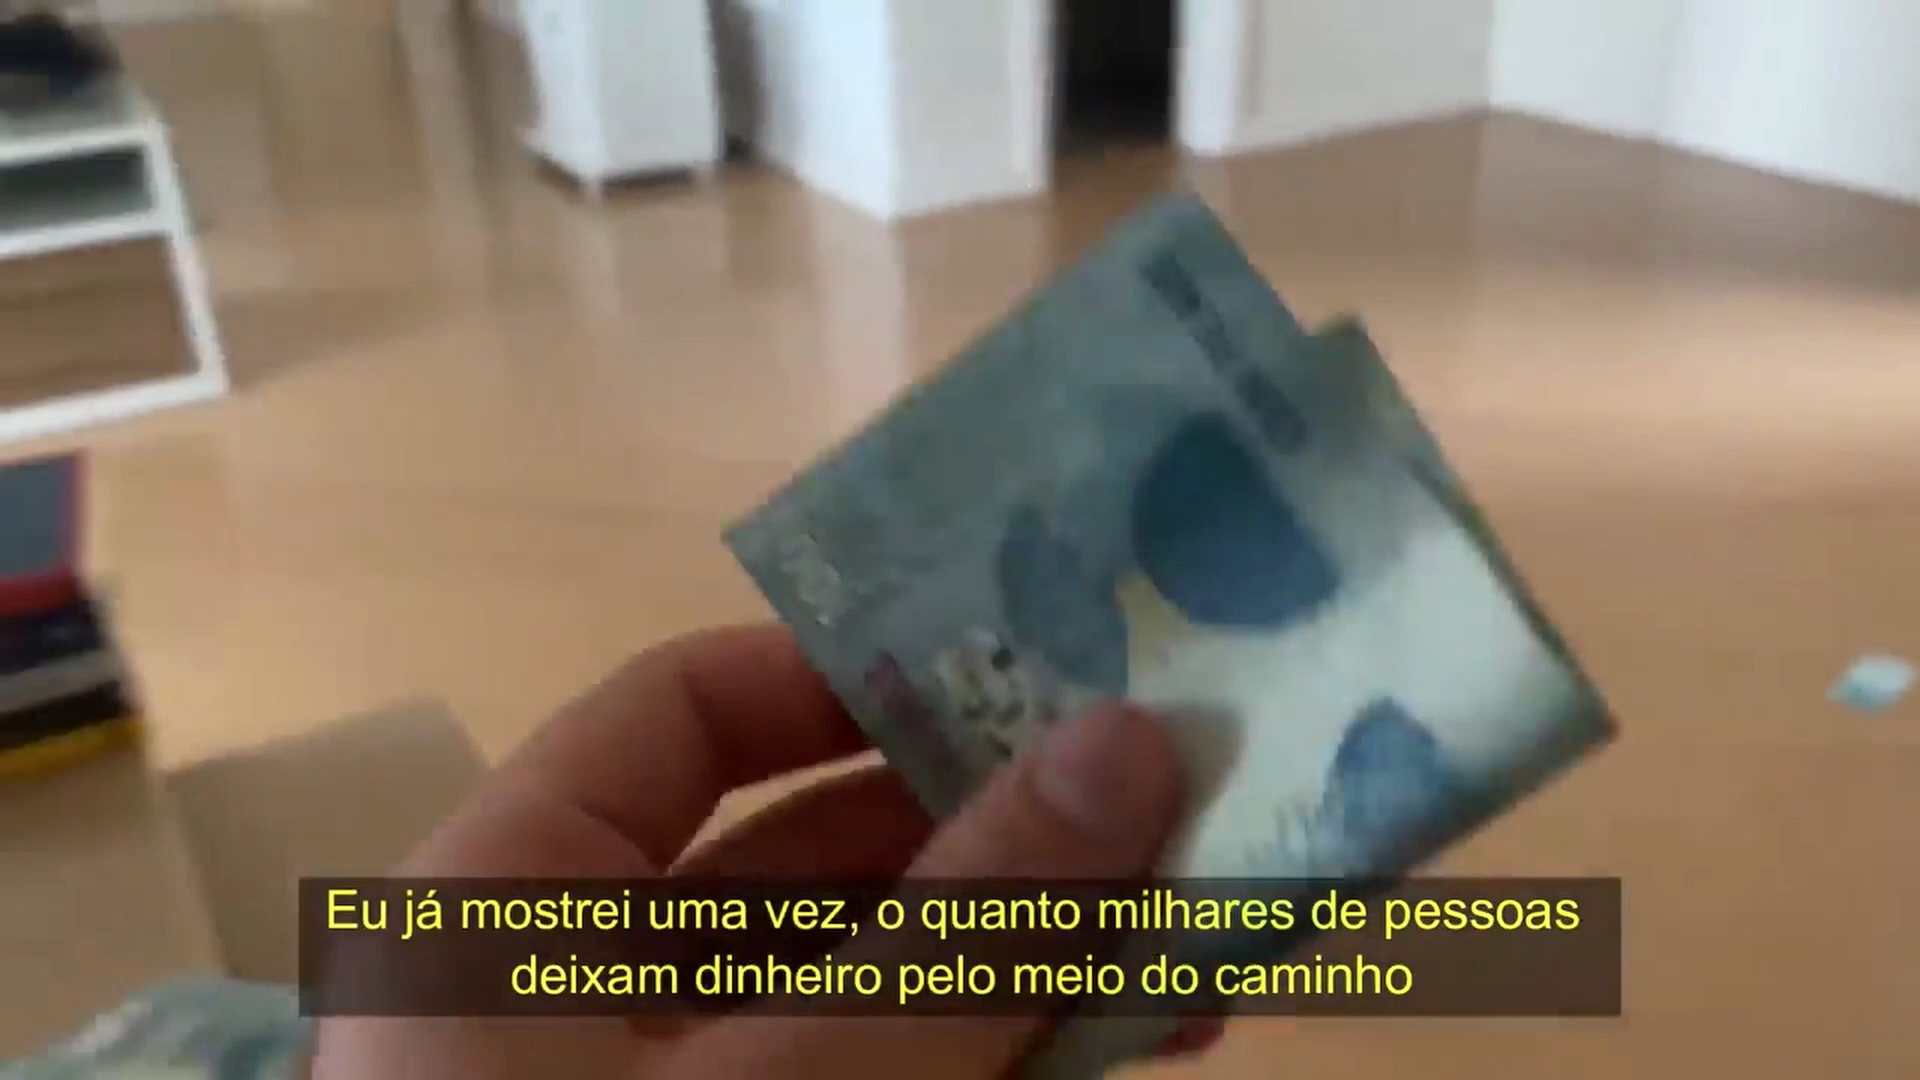 Eu já mostrei uma vez, o quanto milhares de pessoas
deixam dinheiro pelo meio do caminho